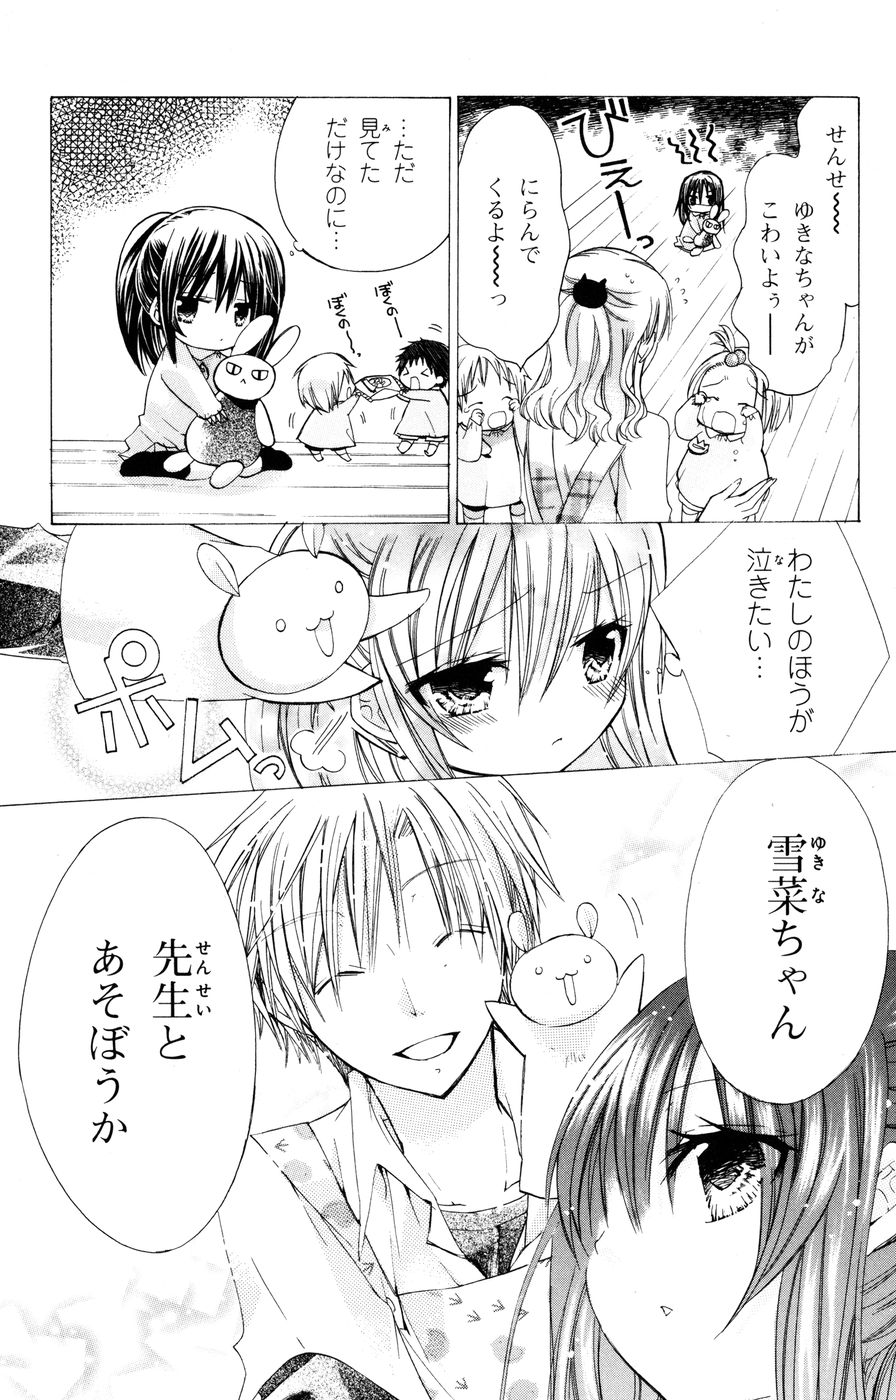 せんせ〜〜
ゆきなちゃんが
こわいよぅ――
にらんで
くるよ〜〜っ
びえーっ
…ただ
見てた
だけなのに…
ぼくのー
ぼくの〜
わたしのほうが
泣きたい…
ポムっ
雪菜ちゃん
先生と
あそぼうか